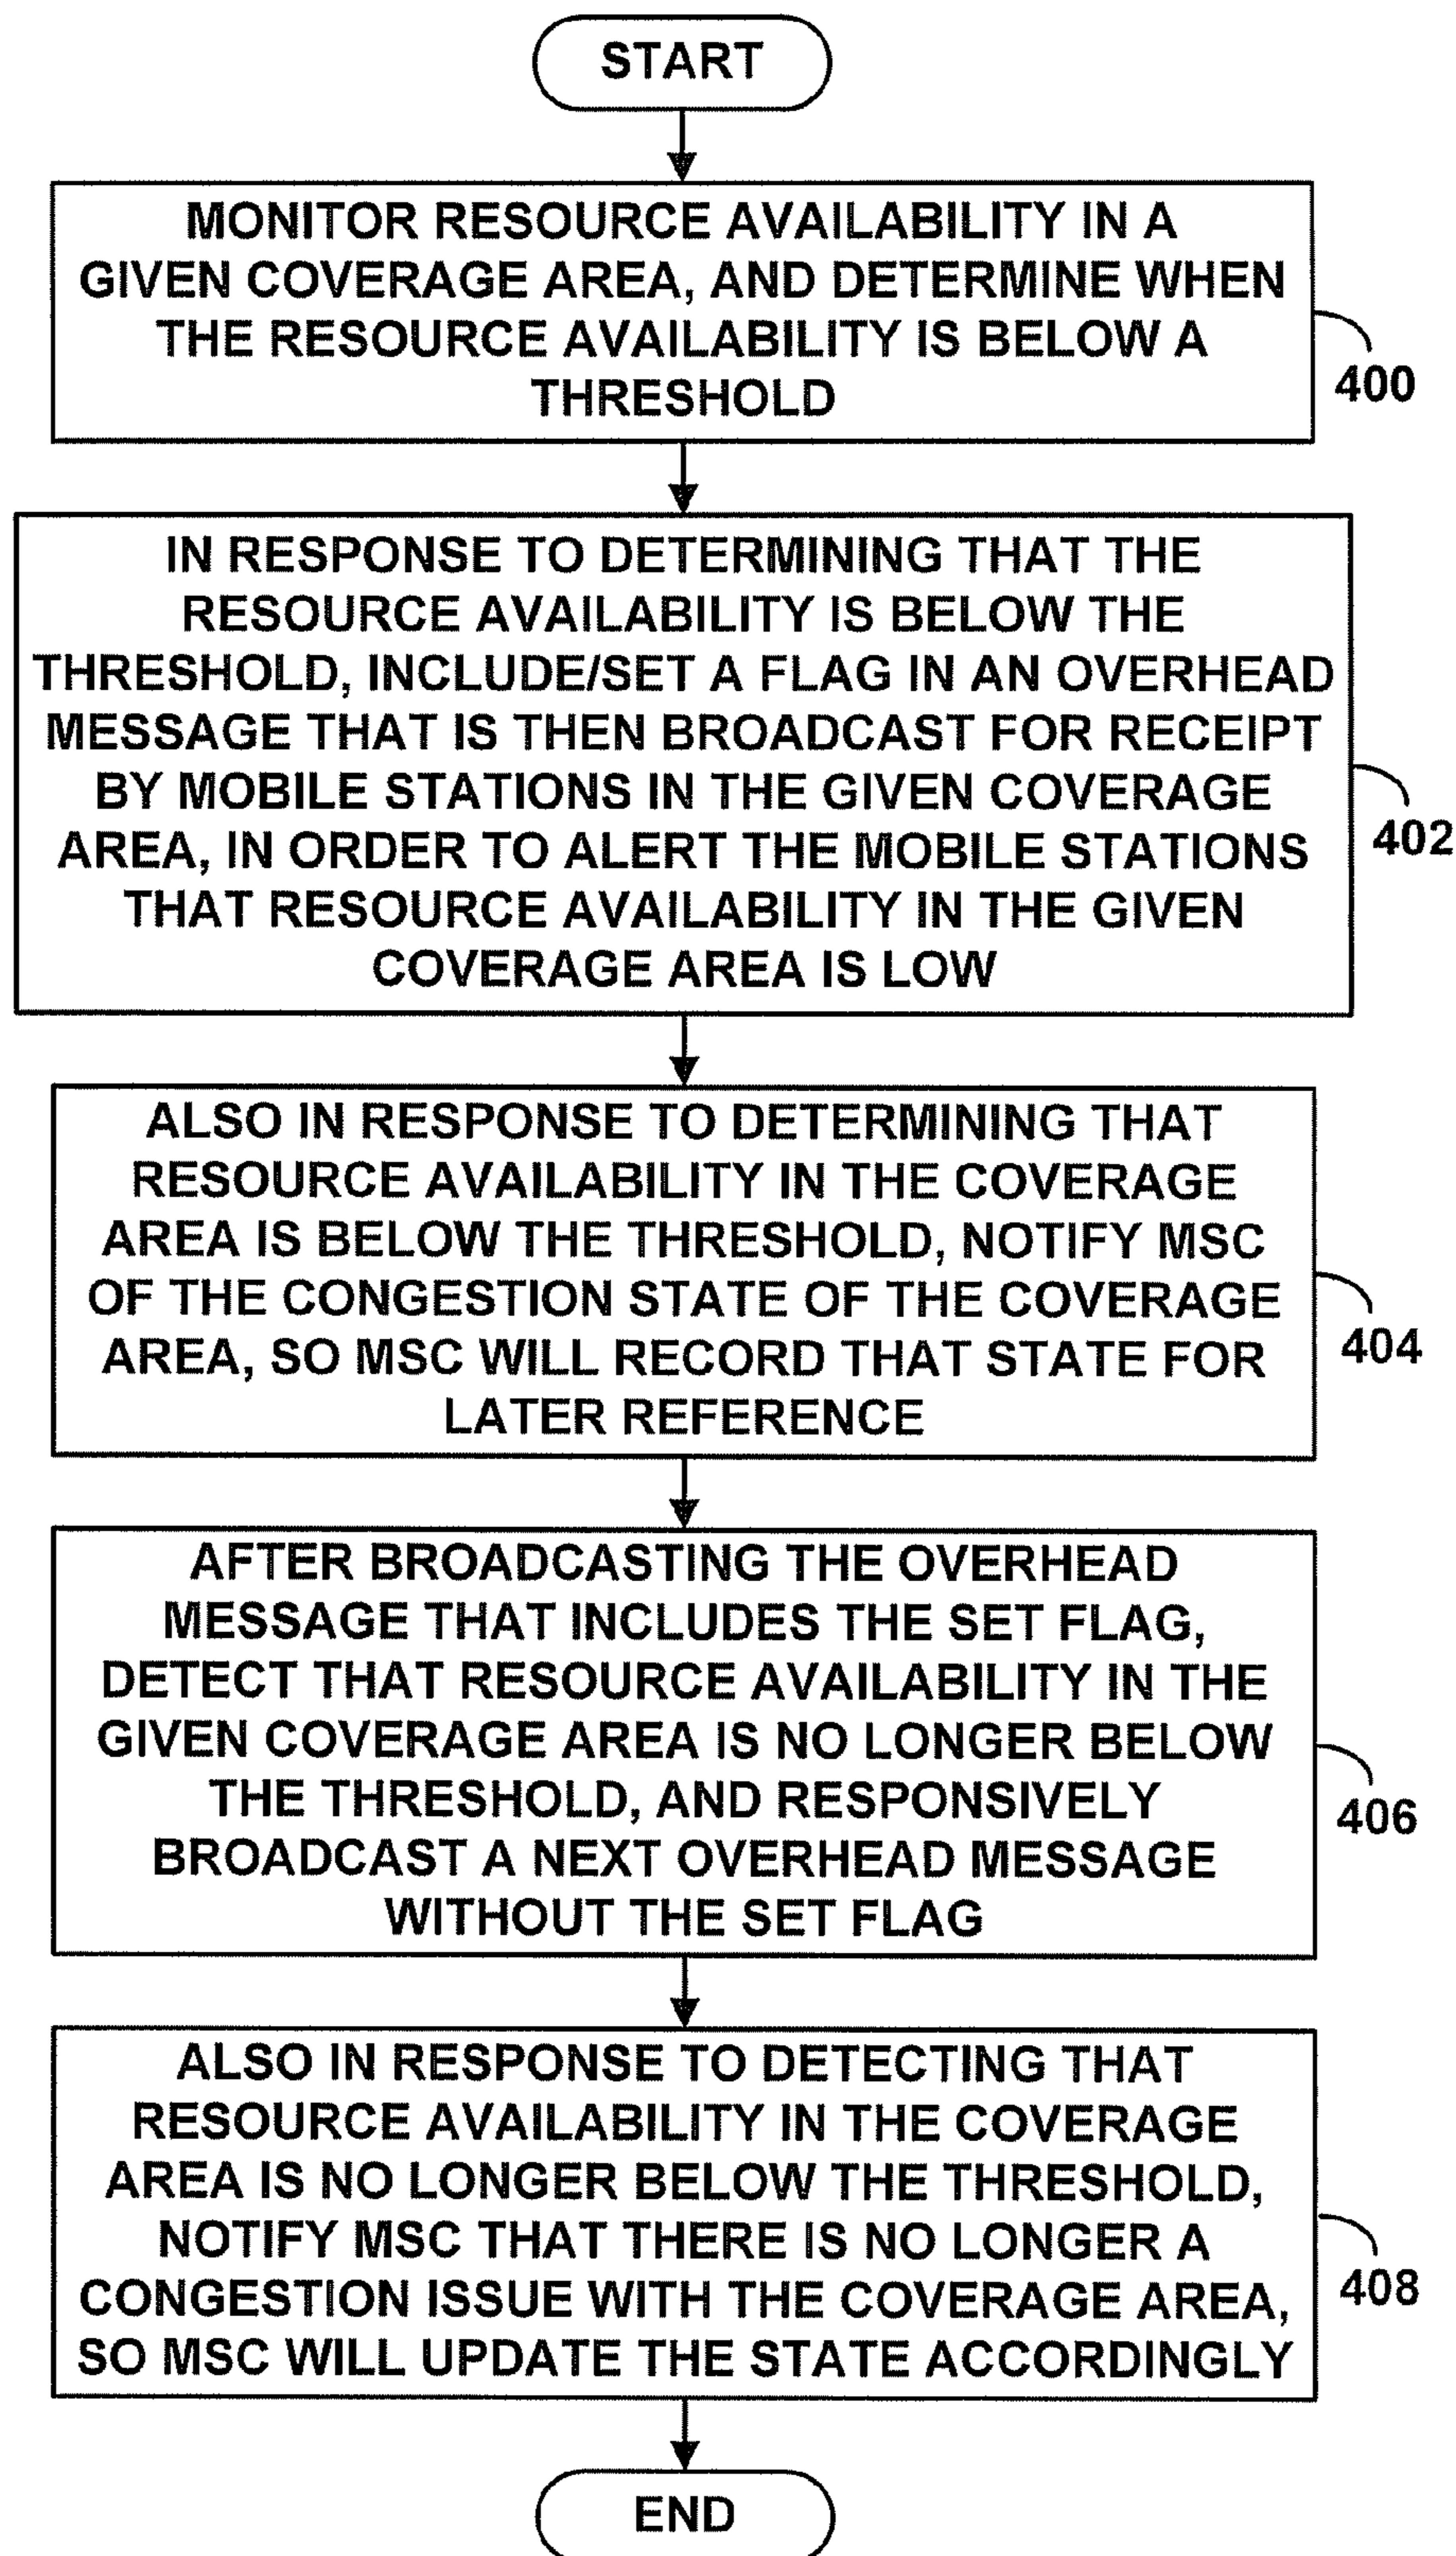 START
MONITOR RESOURCE AVAILABILITY IN A
GIVEN COVERAGE AREA, AND DETERMINE WHEN
THE RESOURCE AVAILABILITY IS BELOW A
THRESHOLD
400
IN RESPONSE TO DETERMINING THAT THE
RESOURCE AVAILABILITY IS BELOW THE
THRESHOLD, INCLUDE/SET A FLAG IN AN OVERHEAD
MESSAGE THAT IS THEN BROADCAST FOR RECEIPT
BY MOBILE STATIONS IN THE GIVEN COVERAGE
AREA, IN ORDER TO ALERT THE MOBILE STATIONS
THAT RESOURCE AVAILABILITY IN THE GIVEN
COVERAGE AREA IS LOW
402
ALSO IN RESPONSE TO DETERMINING THAT
RESOURCE AVAILABILITY IN THE COVERAGE
AREA IS BELOW THE THRESHOLD, NOTIFY MSC
OF THE CONGESTION STATE OF THE COVERAGE
AREA, SO MSC WILL RECORD THAT STATE FOR
LATER REFERENCE
404
AFTER BROADCASTING THE OVERHEAD
MESSAGE THAT INCLUDES THE SET FLAG,
DETECT THAT RESOURCE AVAILABILITY IN THE
GIVEN COVERAGE AREA IS NO LONGER BELOW
THE THRESHOLD, AND RESPONSIVELY
BROADCAST A NEXT OVERHEAD MESSAGE
WITHOUT THE SET FLAG
406
ALSO IN RESPONSE TO DETECTING THAT
RESOURCE AVAILABILITY IN THE COVERAGE
AREA IS NO LONGER BELOW THE THRESHOLD,
NOTIFY MSC THAT THERE IS NO LONGER A
CONGESTION ISSUE WITH THE COVERAGE AREA,
SO MSC WILL UPDATE THE STATE ACCORDINGLY
408
END